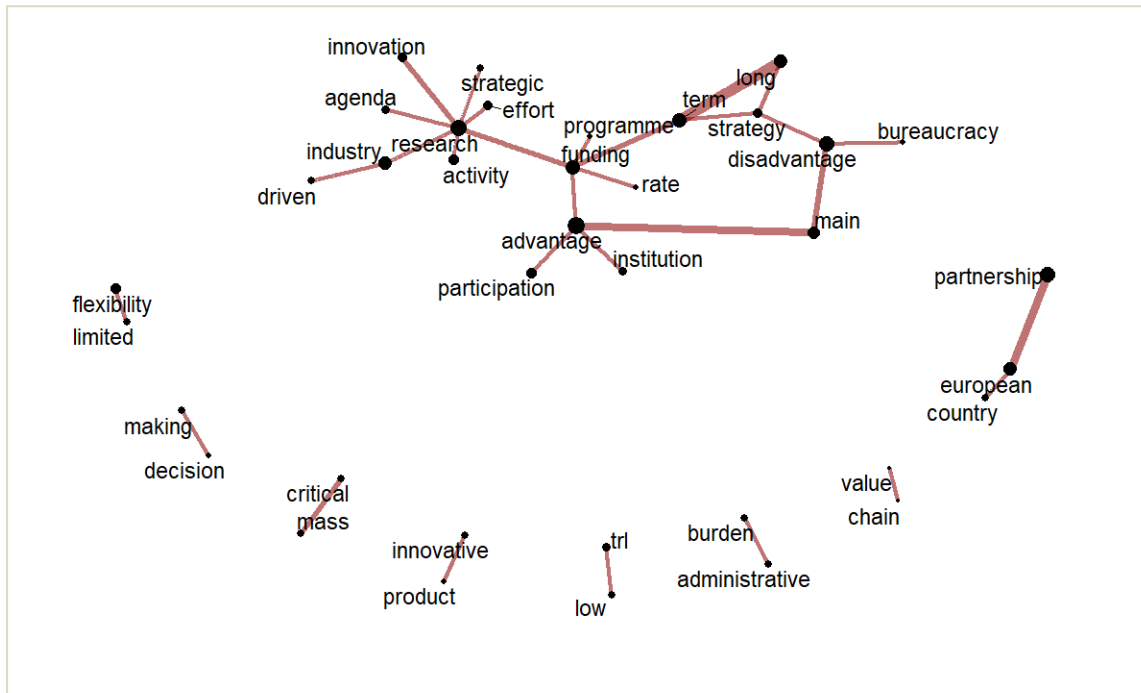 innovation
strategic
long
agenda
effort
term
programme
strategy
bureaucracy
industry
research
funding
disadvantage
activity
rate
driven
main
advantage
institution
participation
partnership
flexibility
limited
european
country
making
decision
value
chain
critical
mass
innovative
trl
burden
product
low
administrative